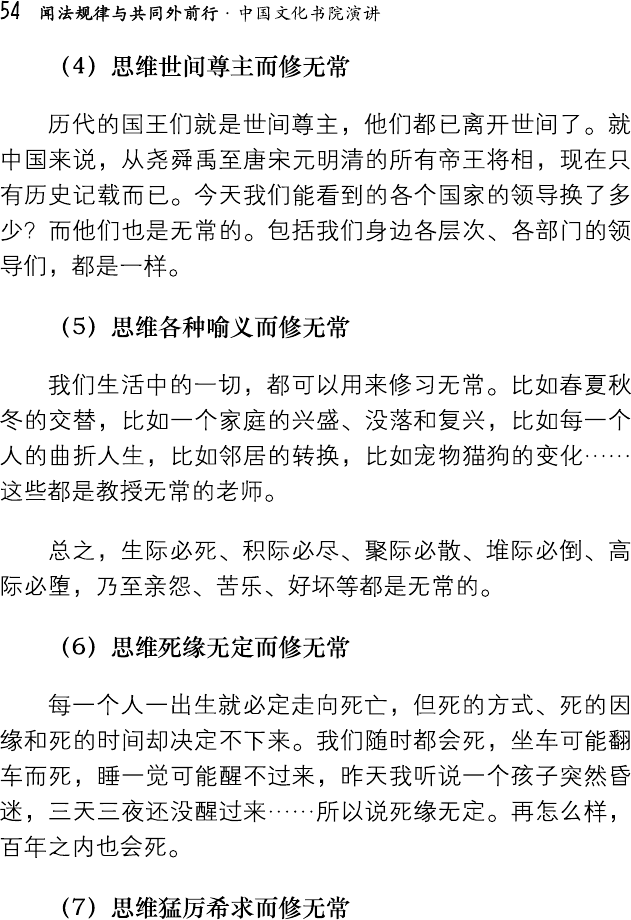 54 闻法规律与共同外前行·中国文化书院演讲
（4）思维世间尊主而修无常
历代的国王们就是世间尊主，他们都已离开世间了。就
中国来说，从尧舜禹至唐宋元明清的所有帝王将相，现在只
有历史记载而已。今天我们能看到的各个国家的领导换了多
少？而他们也是无常的。包括我们身边各层次、各部门的领
导们，都是一样。
（5）思维各种喻义而修无常
我们生活中的一切，都可以用来修习无常。比如春夏秋
冬的交替，比如一个家庭的兴盛、没落和复兴，比如每一个
人的曲折人生，比如邻居的转换，比如宠物猫狗的变化……
这些都是教授无常的老师。
总之，生际必死、积际必尽、聚际必散、堆际必倒、高
际必堕，乃至亲怨、苦乐、好坏等都是无常的。
（6）思维死缘无定而修无常
每一个人一出生就必定走向死亡，但死的方式、死的因
缘和死的时间却决定不下来。我们随时都会死，坐车可能翻
车而死，睡一觉可能醒不过来，昨天我听说一个孩子突然昏
迷，三天三夜还没醒过来……所以说死缘无定。再怎么样，
百年之内也会死。
（7）思维猛厉希求而修无常